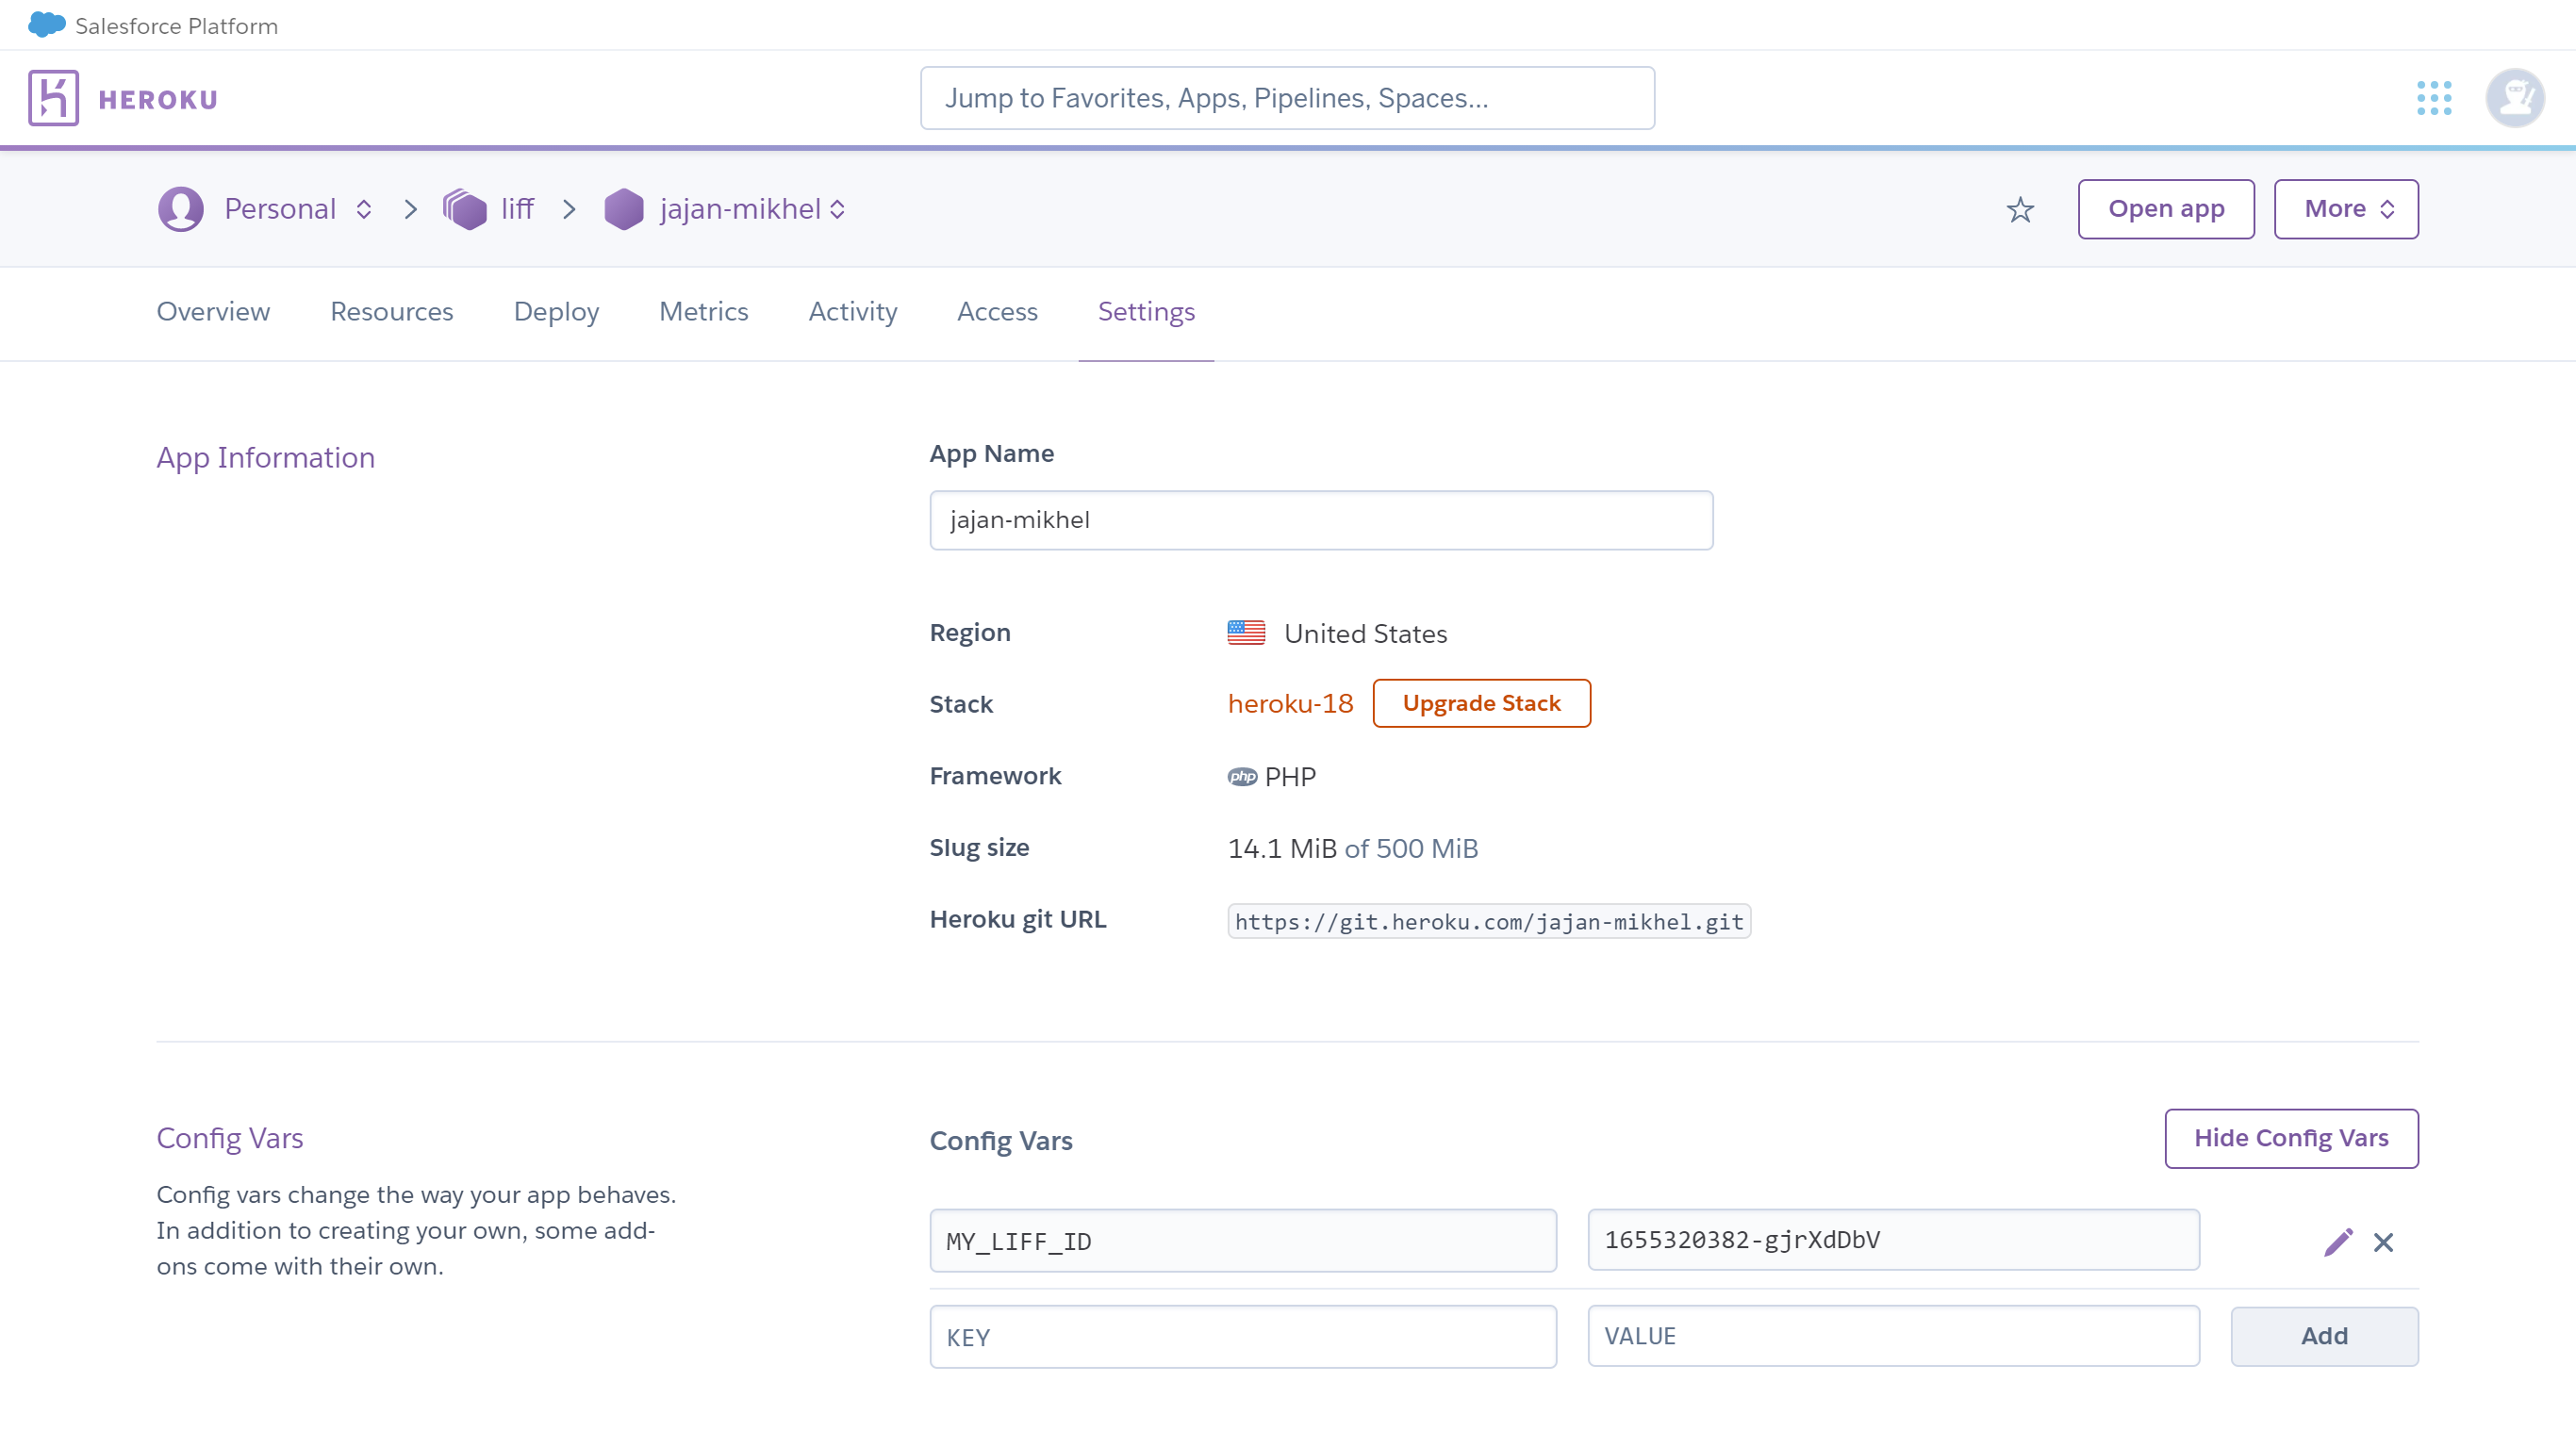 Salesforce Platform
HEROKU
Jump to Favorites, Apps, Pipelines, Spaces...
Personal > liff > jajan-mikhel
Open app
More
Overview Resources Deploy Metrics Activity Access Settings
App Information
App Name
jajan-mikhel
Region United States
Stack heroku-18 Upgrade Stack
Framework php PHP
Slug size 14.1 MiB of 500 MiB
Heroku git URL https://git.heroku.com/jajan-mikhel.git
Config Vars
Config vars change the way your app behaves.
In addition to creating your own, some add-
ons come with their own.
Config Vars
Hide Config Vars
MY_LIFF_ID 1655320382-gjrXdDbV
KEY VALUE Add